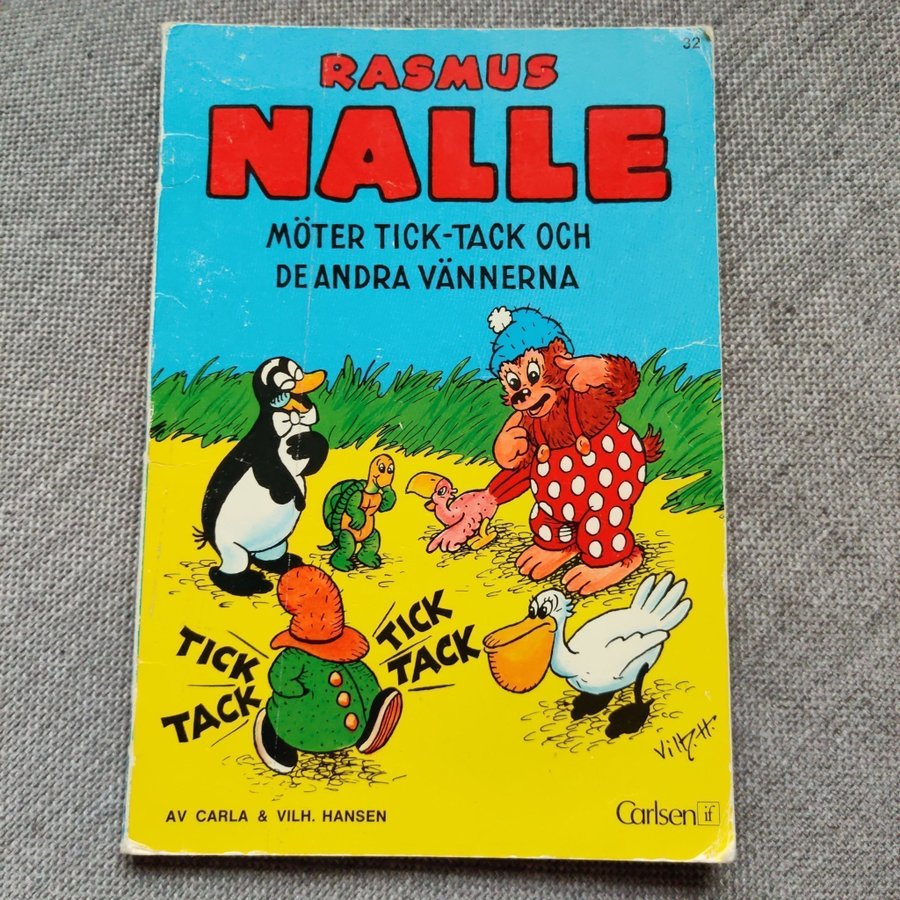 32
RASMUS
NALLE
MÖTER TICK-TACK OCH
DE ANDRA VÄNNERNA
TICK
TACK
TICK
TACK
Vilh. H.
AV CARLA & VILH. HANSEN
Carlsen if